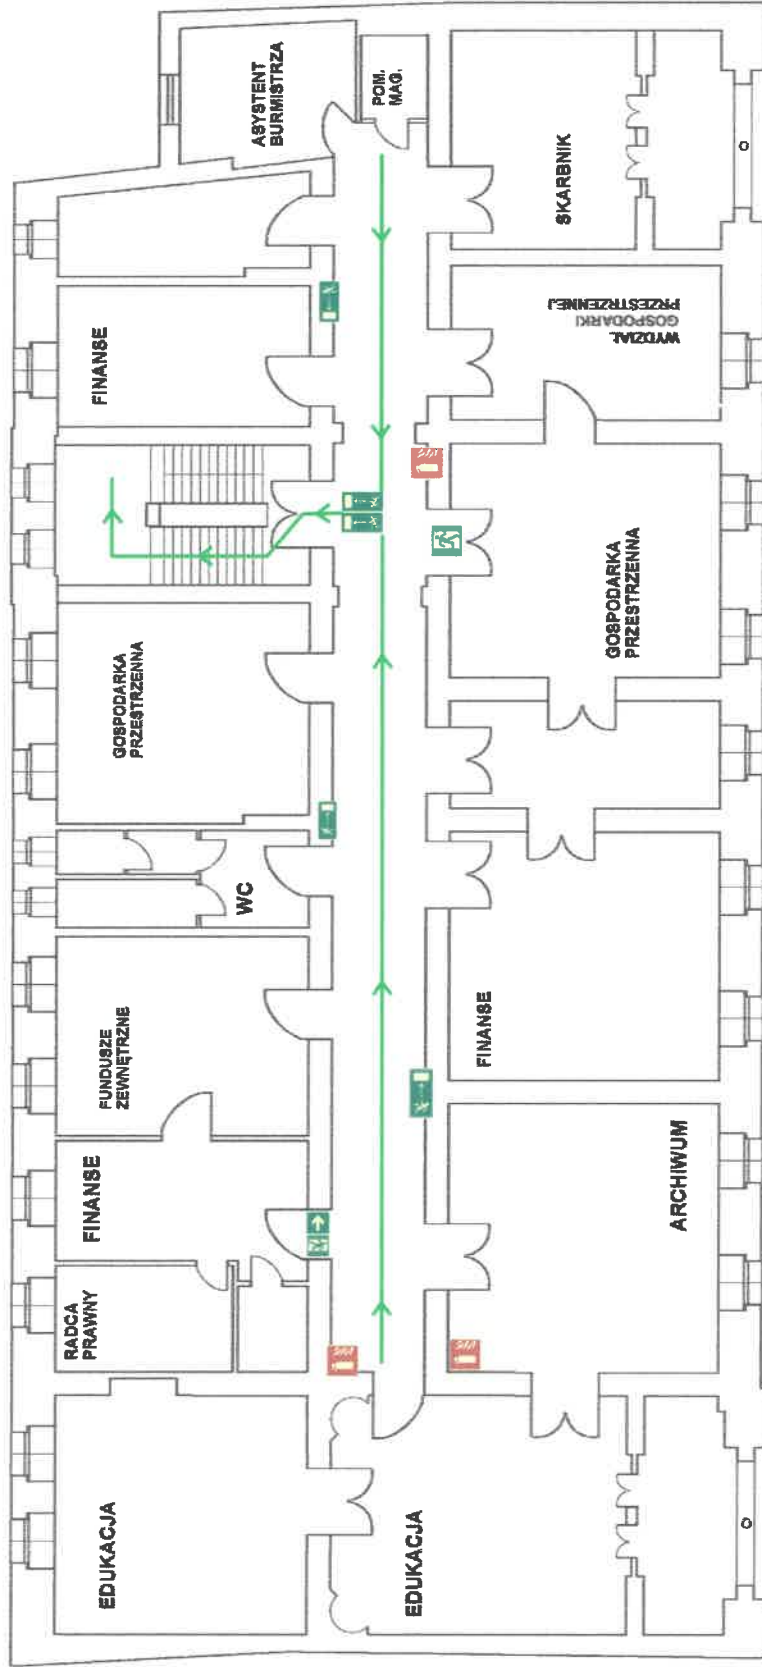 ASYSTENT
BURMISTRZA
POM.
MAG.
FINANSE
SKARBNIK
WYDZIAŁ
GOSPODARKI
PRZESTRZENNEJ
GOSPODARKA
PRZESTRZENNA
GOSPODARKA
PRZESTRZENNA
WC
FUNDUSZE
ZEWNĘTRZNE
FINANSE
FINANSE
ARCHIWUM
RADCA
PRAWNY
EDUKACJA
EDUKACJA